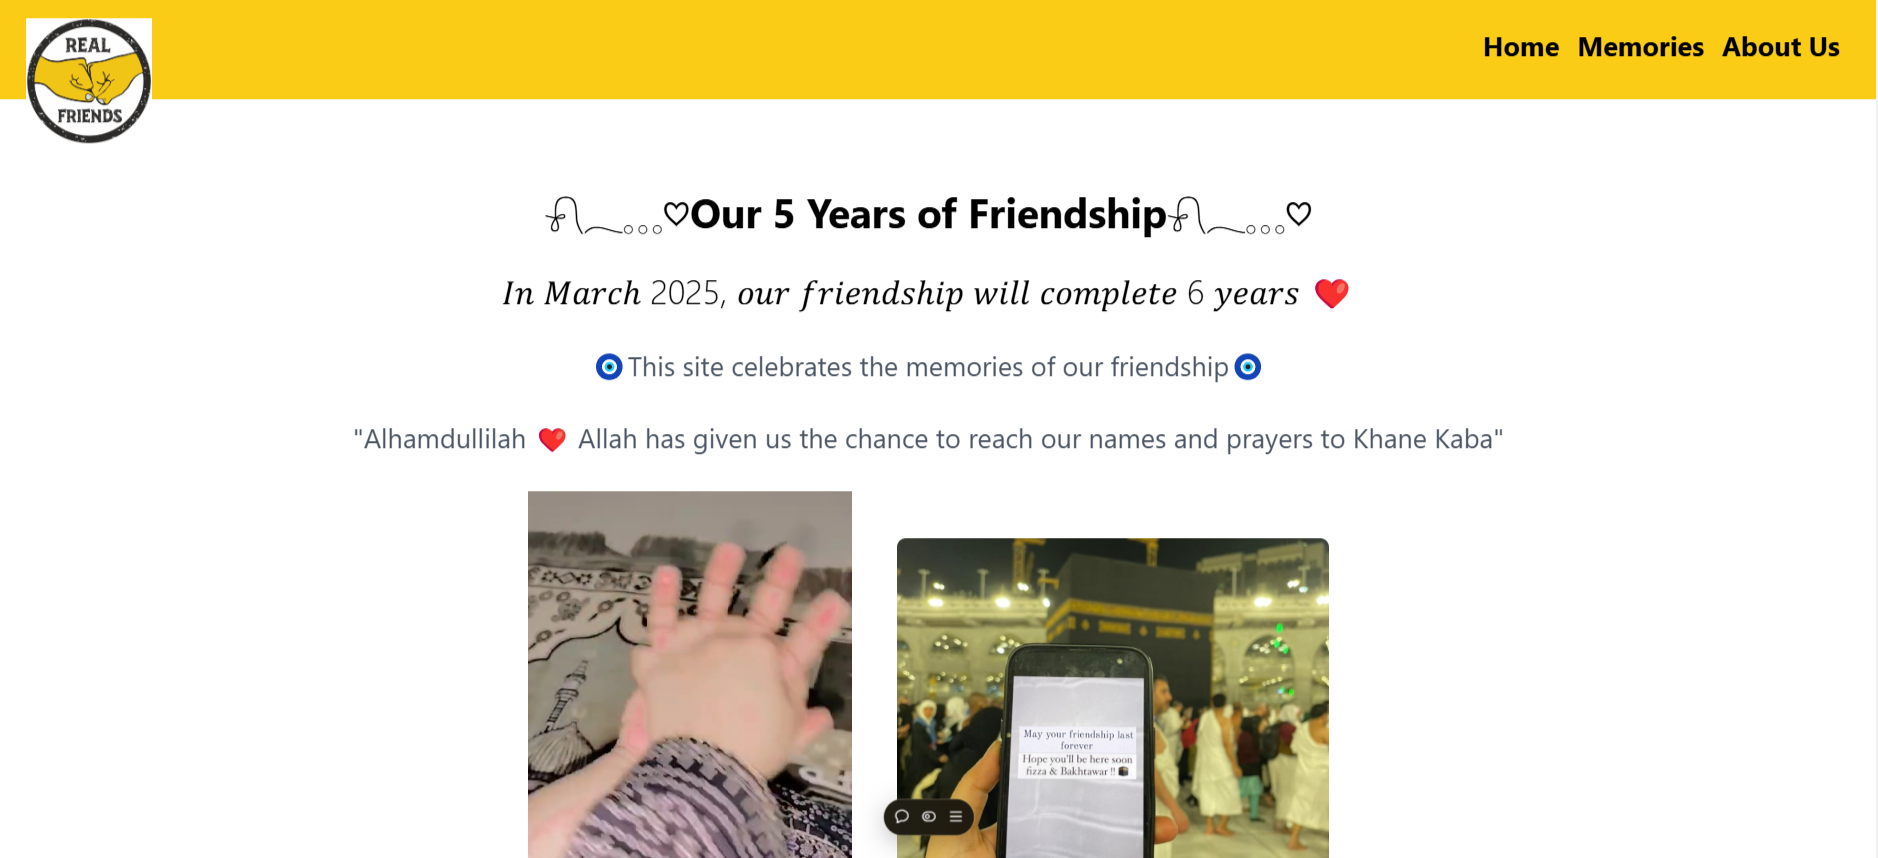 REAL
FRIENDS
Home Memories About Us
Our 5 Years of Friendship
In March 2025, our friendship will complete 6 years ❤️
🧿This site celebrates the memories of our friendship🧿
"Alhamdullilah ❤️ Allah has given us the chance to reach our names and prayers to Khane Kaba"
May your friendship last
forever
Hope you'll be here soon
fizza & Bakhtawar !! 🕋